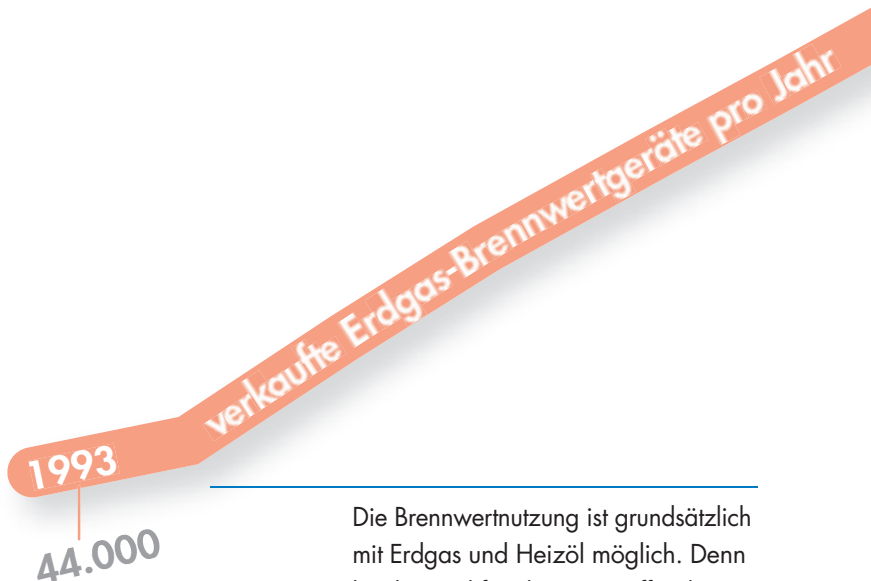 verkaufte Erdgas-Brennwertgeräte pro Jahr
1993
44.000
Die Brennwertnutzung ist grundsätzlich
mit Erdgas und Heizöl möglich. Denn